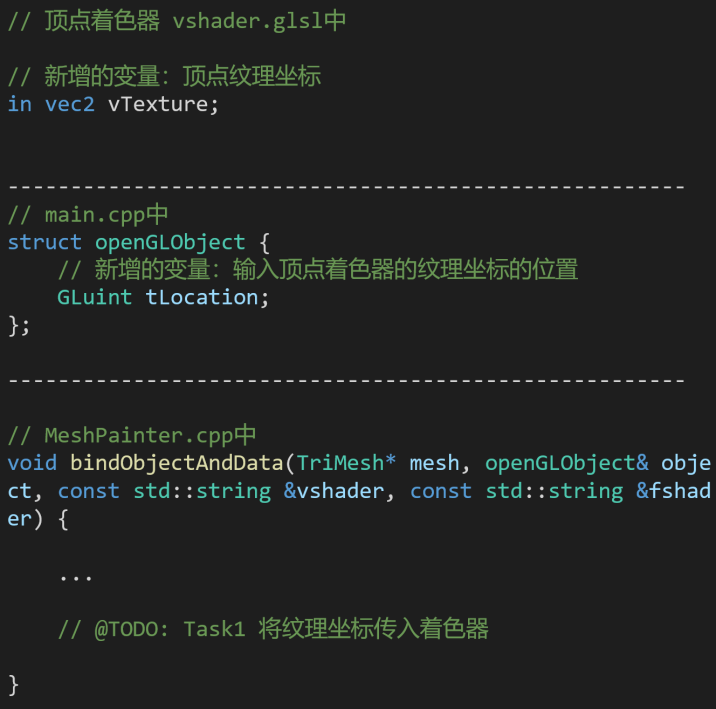 // 顶点着色器 vshader.glsl中
// 新增的变量：顶点纹理坐标
in vec2 vTexture;
------------------------------------------------------
// main.cpp中
struct openGLObject {
    // 新增的变量：输入顶点着色器的纹理坐标的位置
    GLuint tLocation;
};
------------------------------------------------------
// MeshPainter.cpp中
void bindObjectAndData(TriMesh* mesh, openGLObject& obje
ct, const std::string &vshader, const std::string &fshad
er) {
    ...
    // @TODO: Task1 将纹理坐标传入着色器
}